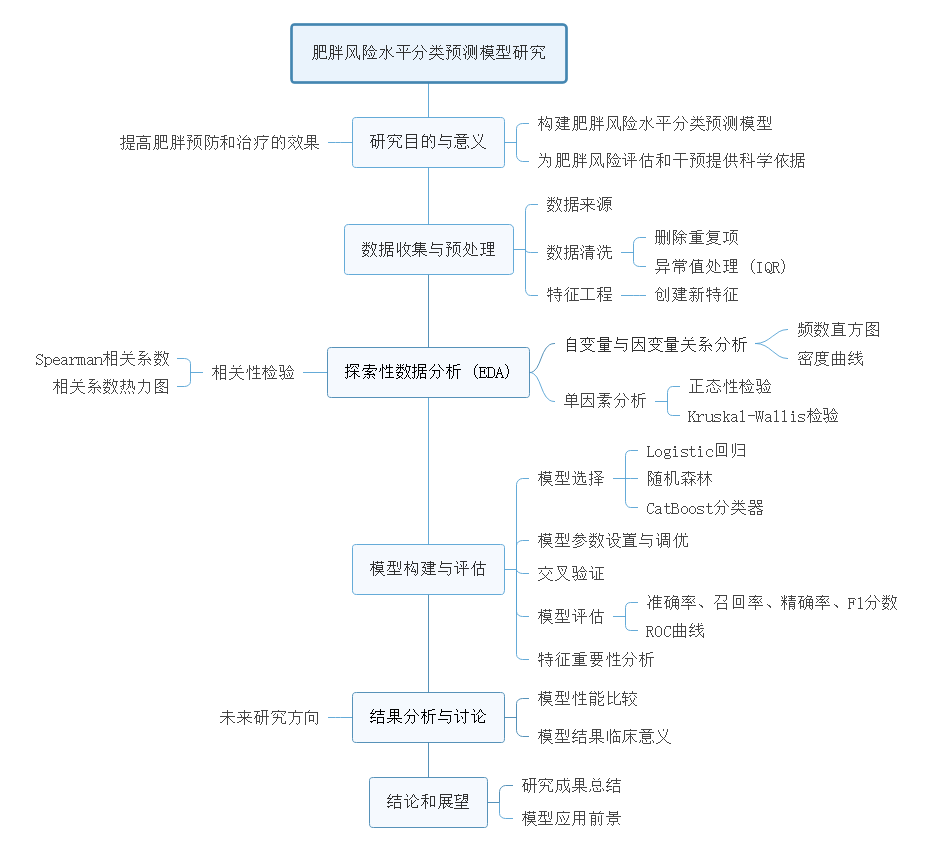 肥胖风险水平分类预测模型研究
提高肥胖预防和治疗的效果
研究目的与意义
构建肥胖风险水平分类预测模型
为肥胖风险评估和干预提供科学依据
数据收集与预处理
数据来源
数据清洗
删除重复项
异常值处理 (IQR)
特征工程
创建新特征
Spearman相关系数
相关系数热力图
相关性检验
探索性数据分析 (EDA)
自变量与因变量关系分析
频数直方图
密度曲线
单因素分析
正态性检验
Kruskal-Wallis检验
模型构建与评估
模型选择
Logistic回归
随机森林
CatBoost分类器
模型参数设置与调优
交叉验证
模型评估
准确率、召回率、精确率、F1分数
ROC曲线
特征重要性分析
未来研究方向
结果分析与讨论
模型性能比较
模型结果临床意义
结论和展望
研究成果总结
模型应用前景